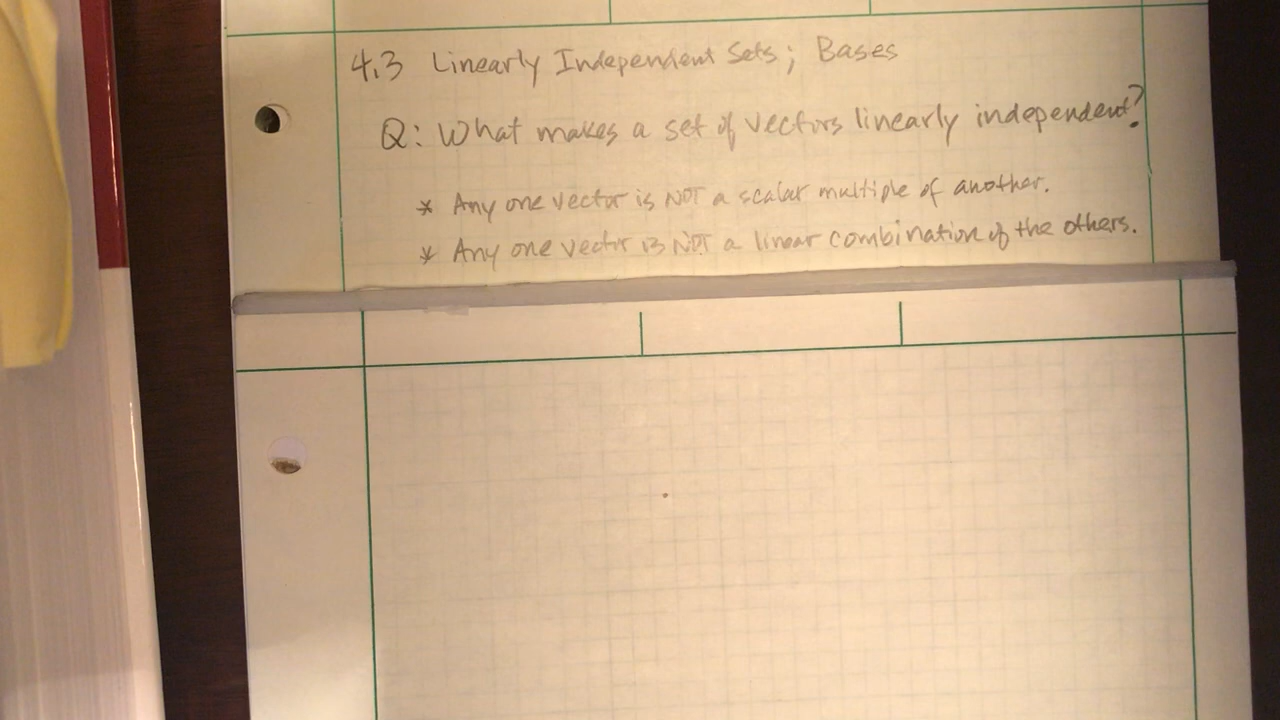 4.3 Linearly Independent Sets; Bases
Q: What makes a set of vectors linearly independent?
* Any one vector is NOT a scalar multiple of another.
* Any one vector is NOT a linear combination of the others.